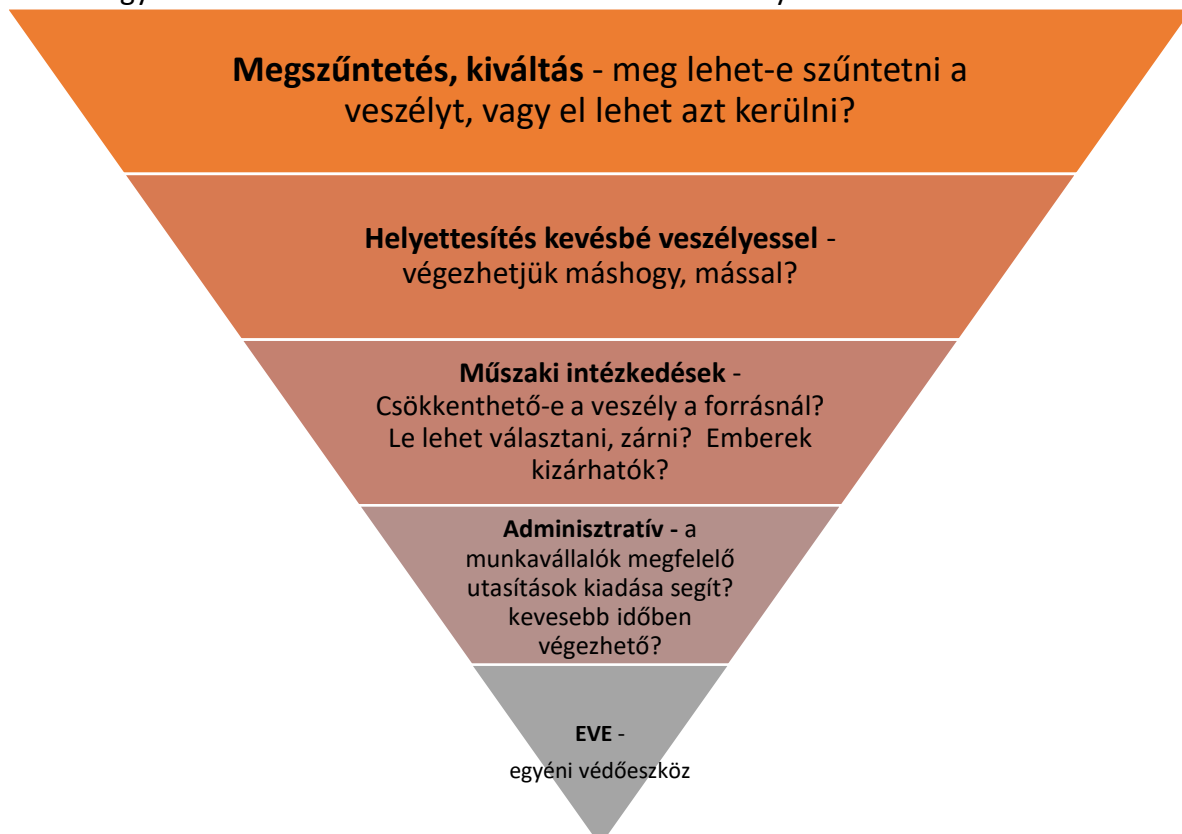 Megszűntetés, kiváltás - meg lehet-e szűntetni a
veszélyt, vagy el lehet azt kerülni?
Helyettesítés kevésbé veszélyessel -
végezhetjük máshogy, mással?
Műszaki intézkedések -
Csökkenthető-e a veszély a forrásnál?
Le lehet választani, zárni? Emberek
kizárhatók?
Adminisztratív - a
munkavállalók megfelelő
utasítások kiadása segít?
kevesebb időben
végezhető?
EVE -
egyéni védőeszköz